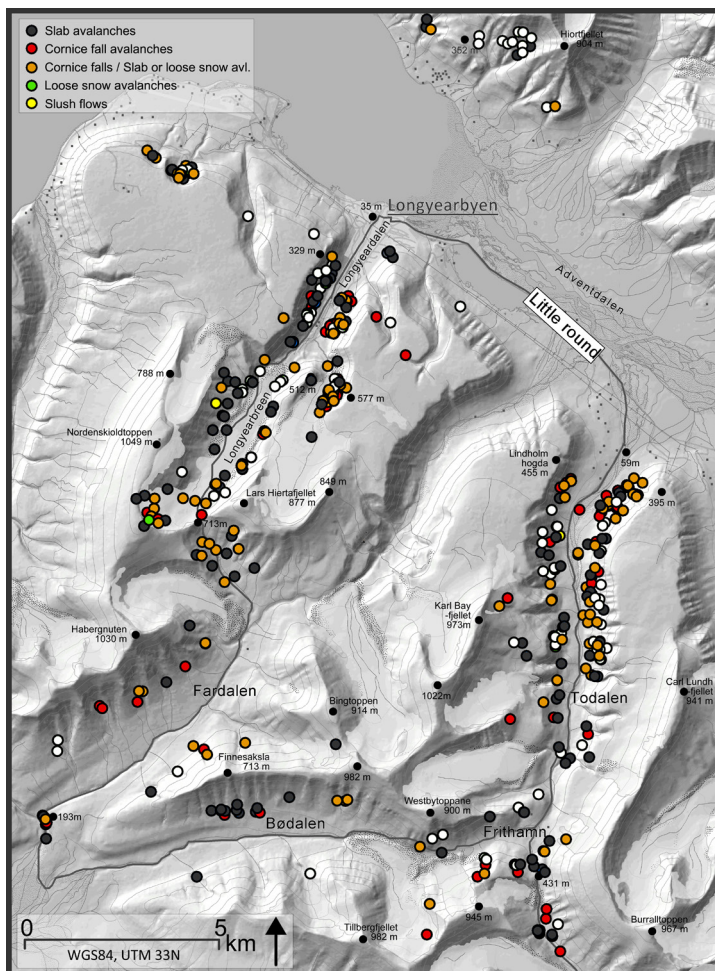 Slab avalanches
Cornice fall avalanches
Cornice falls / Slab or loose snow avl.
Loose snow avalanches
Slush flows
352 m
Hiortfjellet
904 m
35 m
Longyearbyen
329 m
Longyeardalen
Adventdalen
Little round
788 m
512 m
577 m
Nordenskioldtoppen
1049 m
Longyearbreen
Lindholm
hogda
455 m
59m
395 m
849 m
Lars Hiertafjellet
877 m
713m
Karl Bay
-fjellet
973m
Habergnuten
1030 m
Fardalen
1022m
Todalen
Carl Lundh
-fjellet
941 m
Bingtoppen
914 m
Finnesaksla
713 m
982 m
Westbytoppane
900 m
193m
Bødalen
Frithamn
431 m
945 m
Tillbergfjellet
982 m
Burralltoppen
967 m
0
5
km
WGS84, UTM 33N